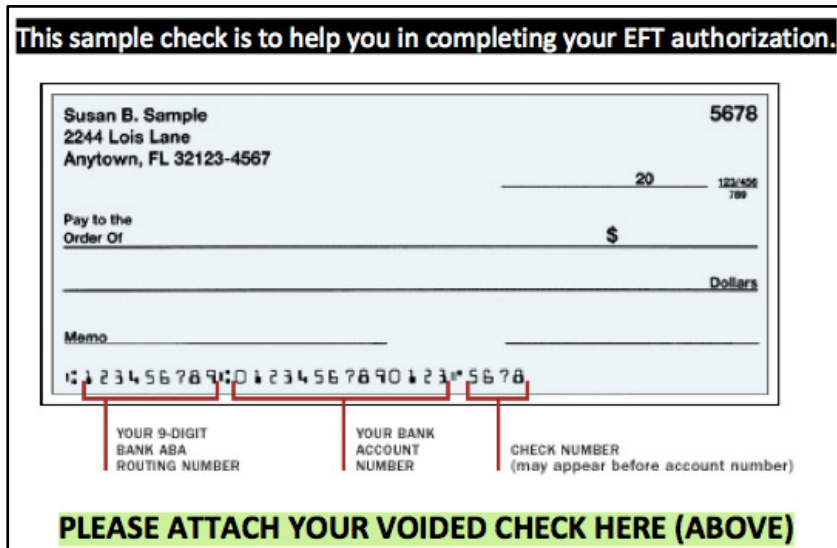 This sample check is to help you in completing your EFT authorization.
Susan B. Sample 5678
2244 Lois Lane
Anytown, FL 32123-4567
20 123/456
789
Pay to the
Order Of $
Dollars
Memo
⑆123456789⑆01234567890123⑈5678
YOUR 9-DIGIT
BANK ABA
ROUTING NUMBER
YOUR BANK
ACCOUNT
NUMBER
CHECK NUMBER
(may appear before account number)
PLEASE ATTACH YOUR VOIDED CHECK HERE (ABOVE)